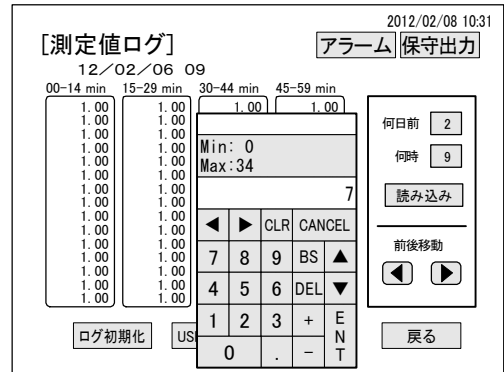 2012/02/08 10:31
[測定値ログ]
アラーム 保守出力
12/02/06 09
00-14 min 15-29 min 30-44 min 45-59 min
1.00 1.00 1.00 1.00
1.00 1.00
1.00 1.00
1.00 1.00
1.00 1.00
1.00 1.00
1.00 1.00
1.00 1.00
1.00 1.00
1.00 1.00
1.00 1.00
1.00 1.00
1.00 1.00
1.00 1.00
1.00 1.00
Min: 0
Max:34
7
◀ ▶ CLR CANCEL
7 8 9 BS ▲
4 5 6 DEL ▼
1 2 3 + ENT
0 . -
何日前 2
何時 9
読み込み
前後移動
◀ ▶
ログ初期化 US
戻る